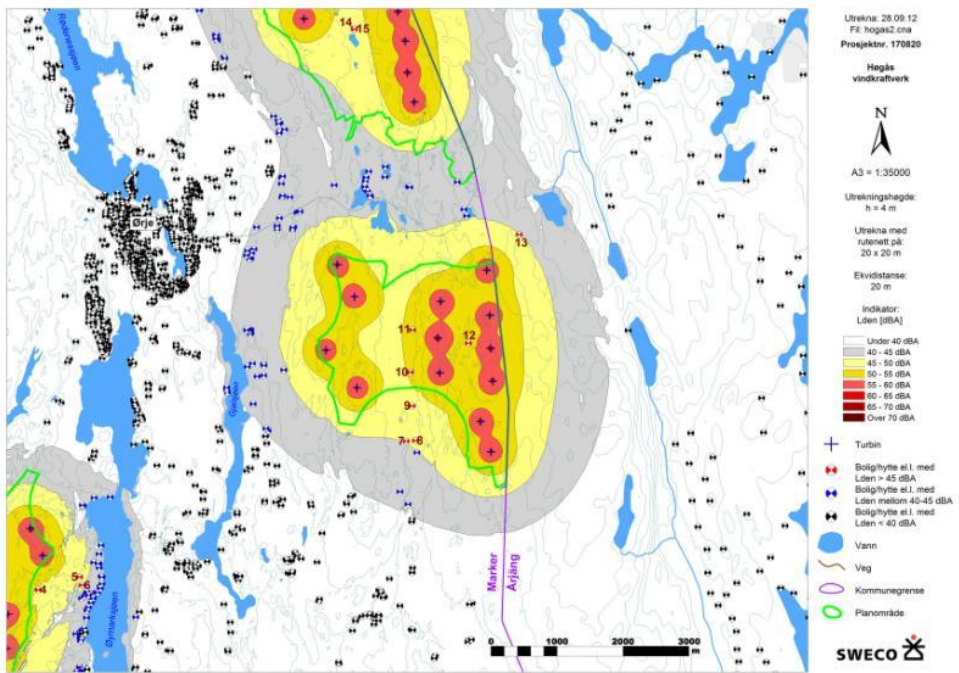 Utrekna: 28.09.12
Fil: hogas2.cna
Prosjektnr. 170820
Høgås
vindkraftverk
N
A3 = 1:35000
Utrekningshøgde:
h = 4 m
Utrekna med
rutenett på:
20 x 20 m
Ekvidistanse:
20 m
Indikator:
Lden [dBA]
Under 40 dBA
40 - 45 dBA
45 - 50 dBA
50 - 55 dBA
55 - 60 dBA
60 - 65 dBA
65 - 70 dBA
Over 70 dBA
Turbin
Bolig/hytte el.l. med
Lden > 45 dBA
Bolig/hytte el.l. med
Lden mellom 40-45 dBA
Bolig/hytte el.l. med
Lden < 40 dBA
Vann
Veg
Kommunegrense
Planområde
SWECO
14
15
Ørje
13
11
12
10
9
7
8
5
6
4
Øymarksjøen
Marker
Årjäng
0 1000 2000 3000
m